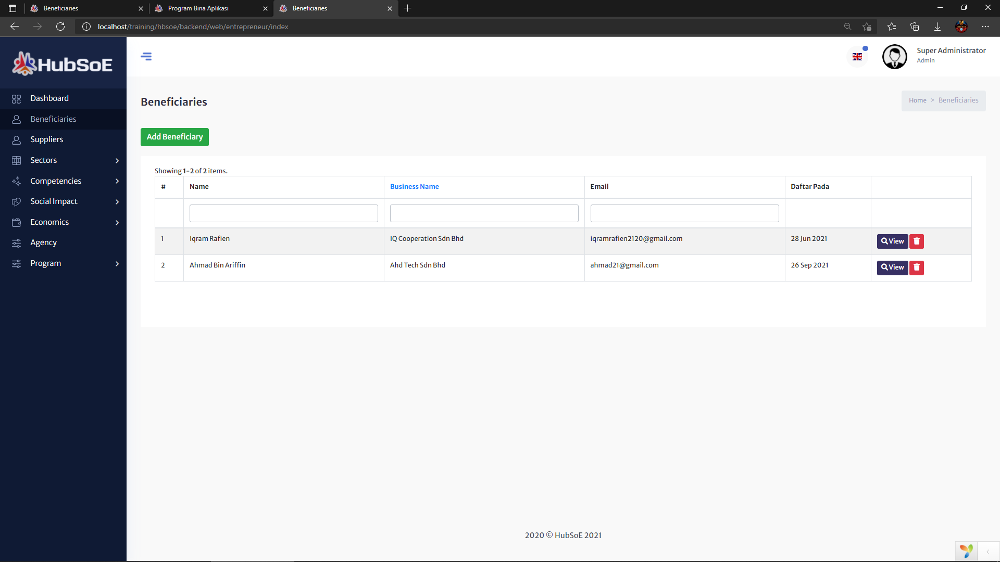 Beneficiaries
Program Bina Aplikasi
Beneficiaries
localhost/training/hbsoe/backend/web/entrepreneur/index
HubSoE
Super Administrator
Admin
Dashboard
Beneficiaries
Suppliers
Sectors
Competencies
Social Impact
Economics
Agency
Program
Beneficiaries
Home > Beneficiaries
Add Beneficiary
Showing 1-2 of 2 items.
# Name Business Name Email Daftar Pada
1 Iqram Rafien IQ Cooperation Sdn Bhd iqramrafien2120@gmail.com 28 Jun 2021 View
2 Ahmad Bin Ariffin Ahd Tech Sdn Bhd ahmad21@gmail.com 26 Sep 2021 View
2020 © HubSoE 2021